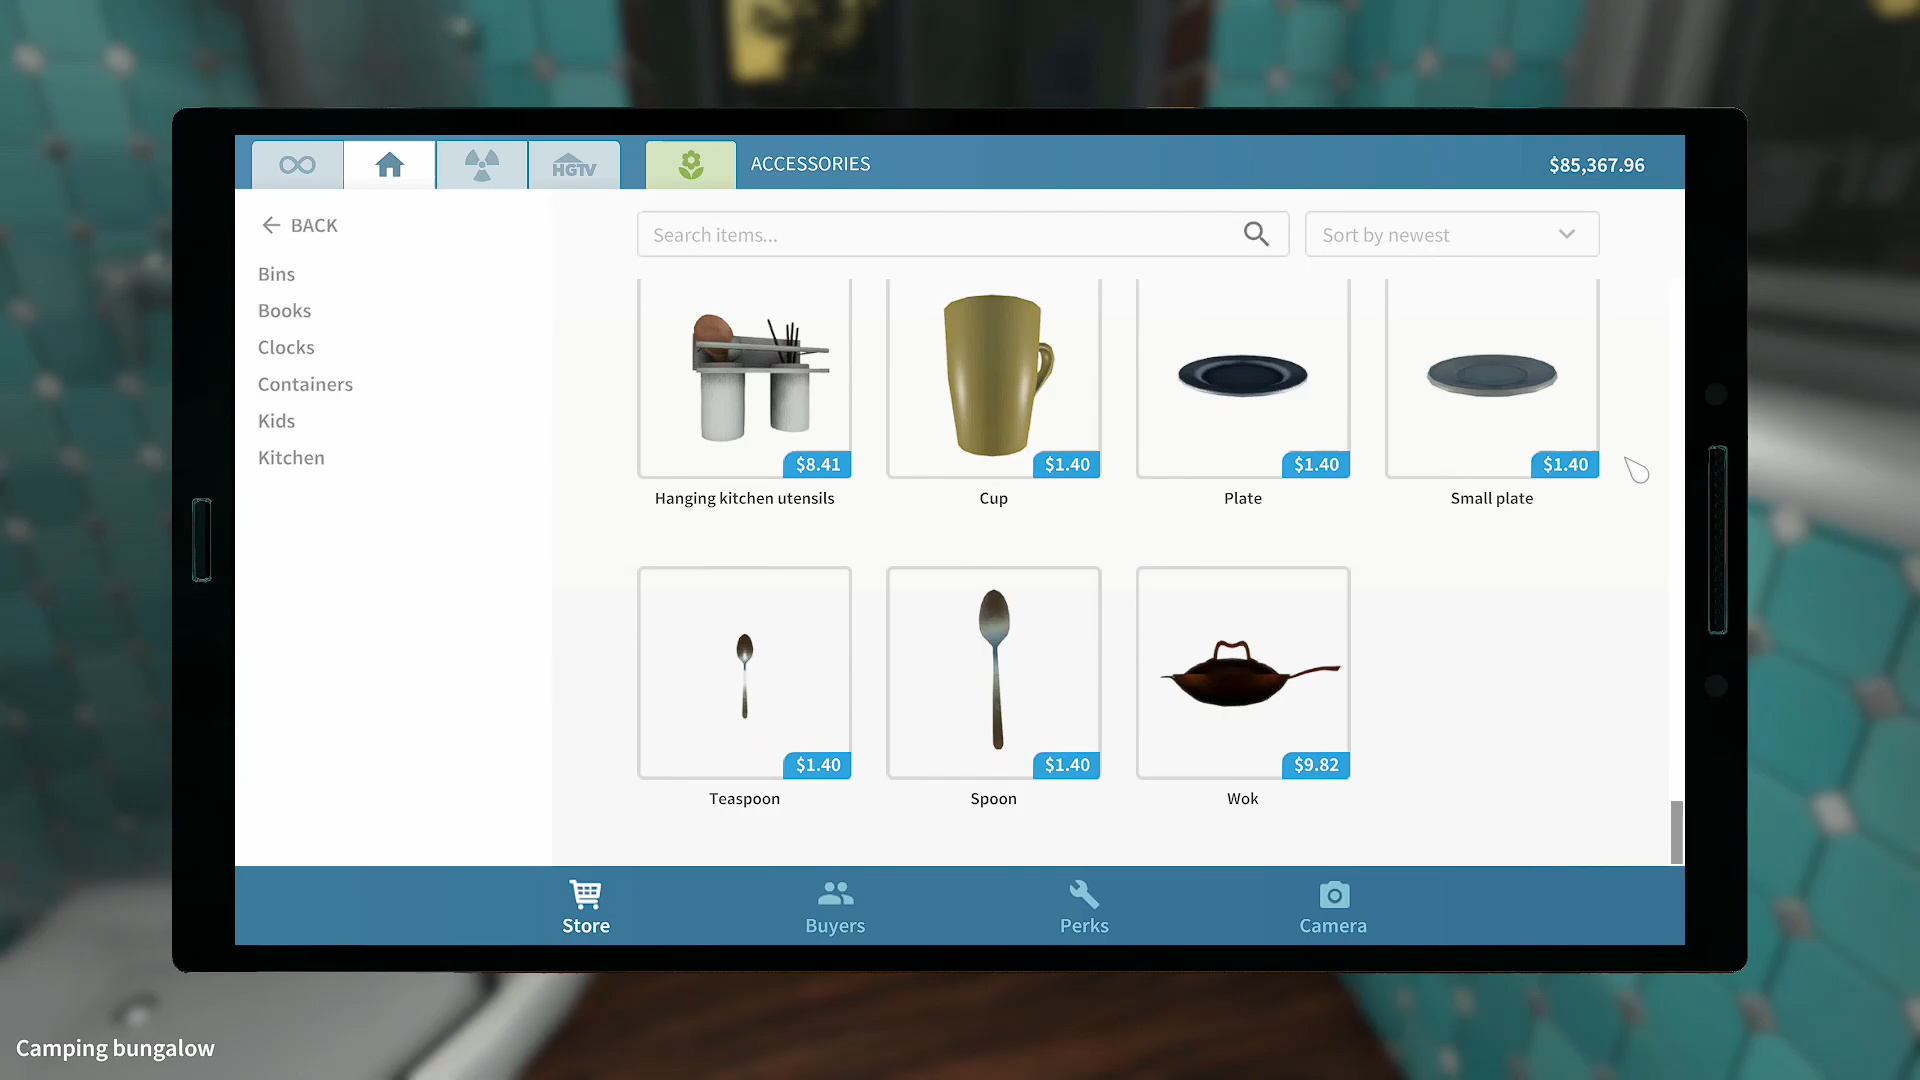 HGTV
ACCESSORIES
$85,367.96
BACK
Search items...
Sort by newest
Bins
Books
Clocks
Containers
Kids
Kitchen
$8.41
$1.40
$1.40
$1.40
Hanging kitchen utensils
Cup
Plate
Small plate
$1.40
$1.40
$9.82
Teaspoon
Spoon
Wok
Store
Buyers
Perks
Camera
Camping bungalow